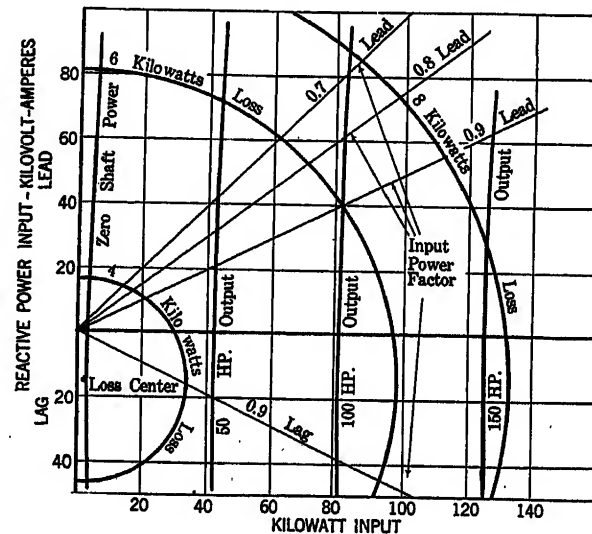 REACTIVE POWER INPUT - KILOVOLT-AMPERES
LEAD
LAG
80
60
40
20
20
40
6 Kilowatts Loss
Zero Shaft Power
4 Kilo watts Loss
Loss Center
50 HP. Output
100 HP. Output
150 HP. Output
8 Kilowatts Loss
0.7 Lead
0.8 Lead
0.9 Lead
0.9 Lag
Input
Power
Factor
20 40 60 80 100 120 140
KILOWATT INPUT